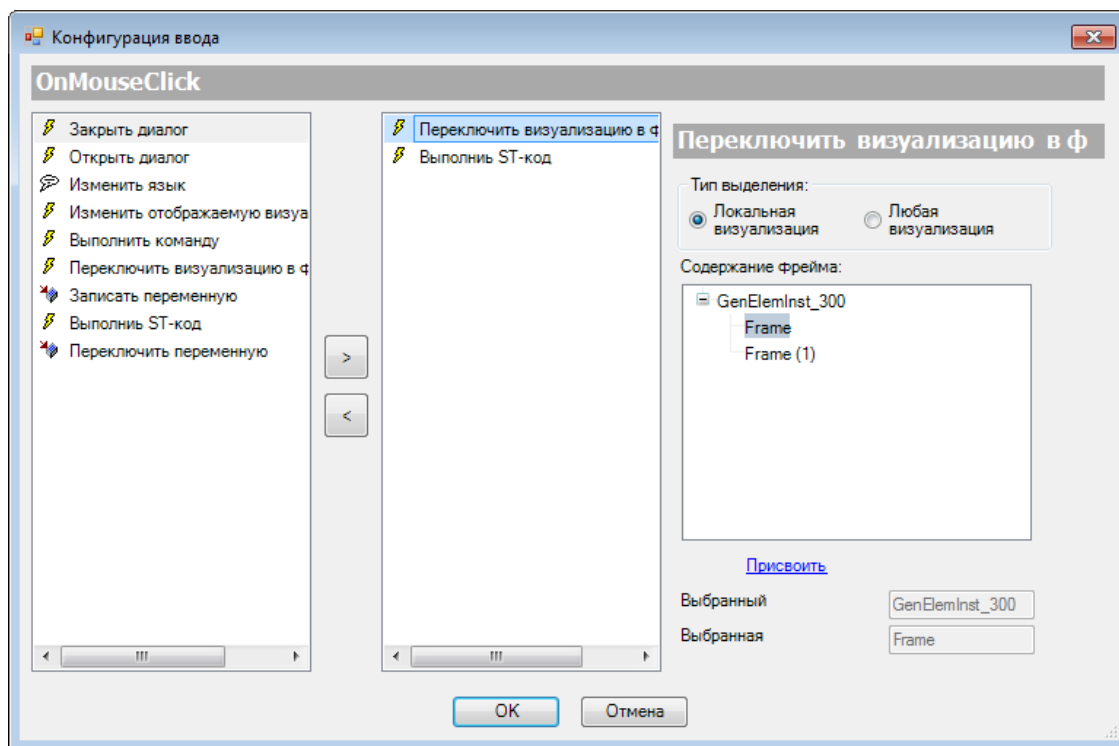 Конфигурация ввода
OnMouseClick
Закрыть диалог
Открыть диалог
Изменить язык
Изменить отображаемую визуа
Выполнить команду
Переключить визуализацию в ф
Записать переменную
Выполниь ST-код
Переключить переменную
>
<
Переключить визуализацию в ф
Выполниь ST-код
Переключить визуализацию в ф
Тип выделения:
Локальная
визуализация
Любая
визуализация
Содержание фрейма:
GenElemInst_300
Frame
Frame (1)
Присвоить
Выбранный
GenElemInst_300
Выбранная
Frame
OK
Отмена